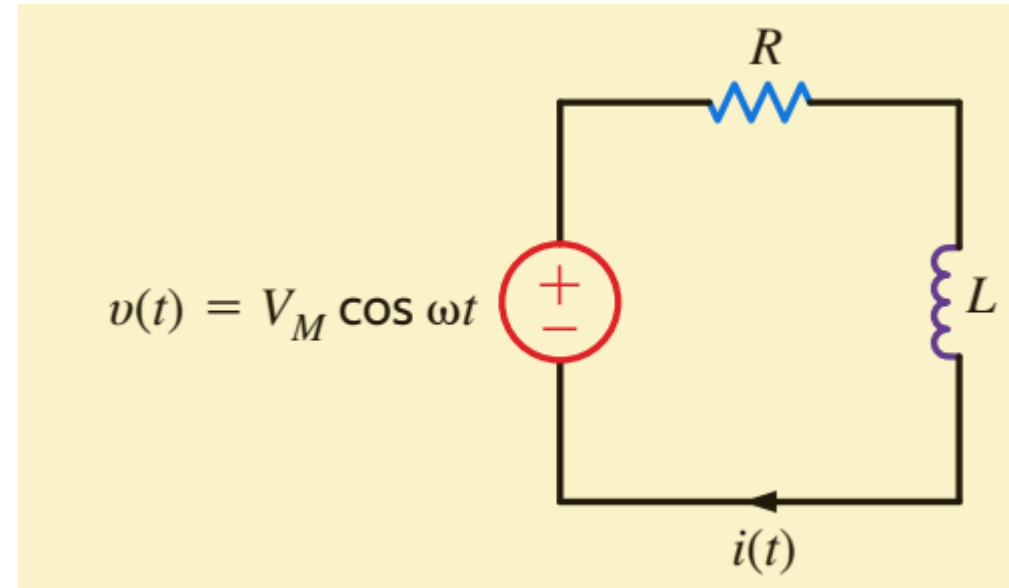 R
+
−
υ(t) = V_M cos ωt
L
i(t)